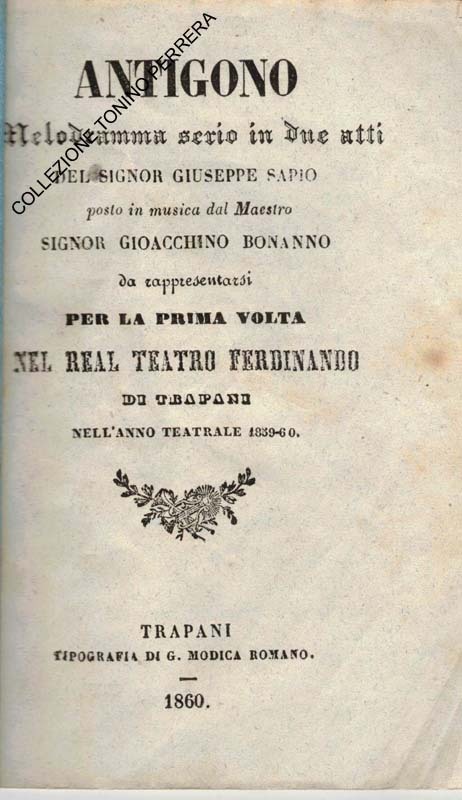 ANTIGONO
Melodramma serio in due atti
DEL SIGNOR GIUSEPPE SAPIO
posto in musica dal Maestro
SIGNOR GIOACCHINO BONANNO
da rappresentarsi
PER LA PRIMA VOLTA
NEL REAL TEATRO FERDINANDO
DI TRAPANI
NELL'ANNO TEATRALE 1859-60.
TRAPANI
TIPOGRAFIA DI G. MODICA ROMANO.
1860.
COLLEZIONE TONINO PERRERA